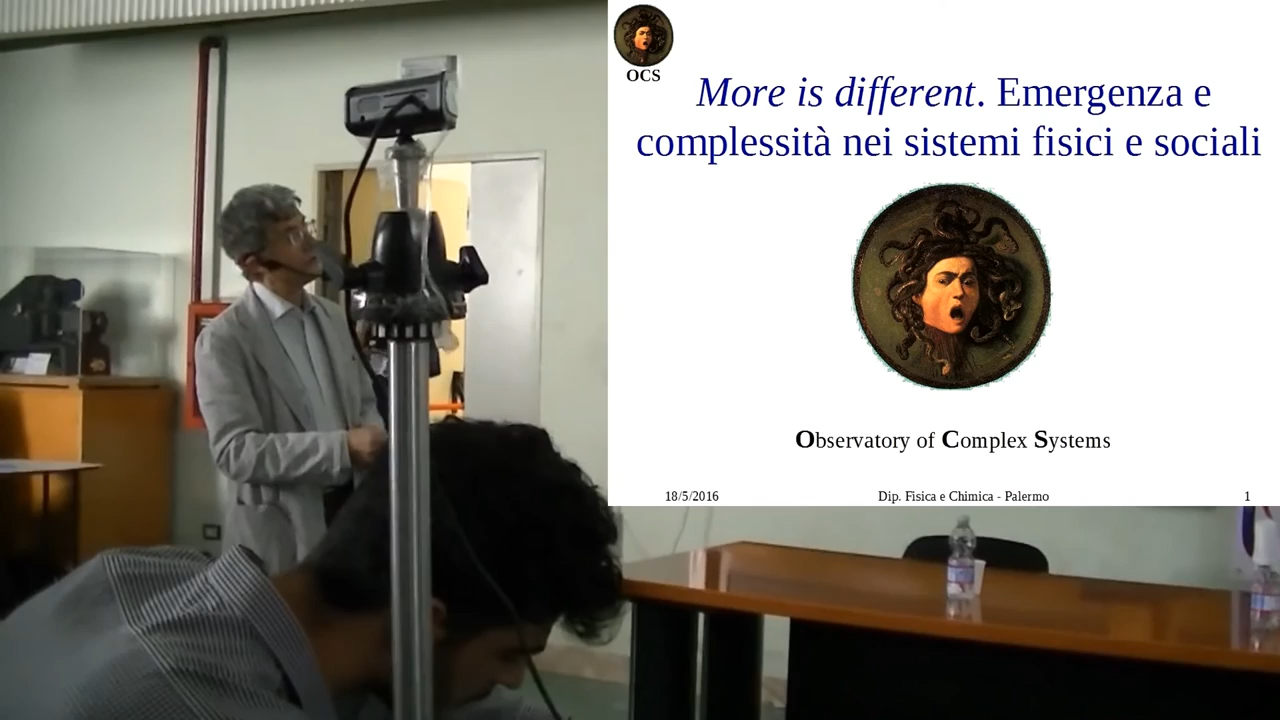 OCS
More is different. Emergenza e
complessità nei sistemi fisici e sociali
Observatory of Complex Systems
18/5/2016 Dip. Fisica e Chimica - Palermo 1